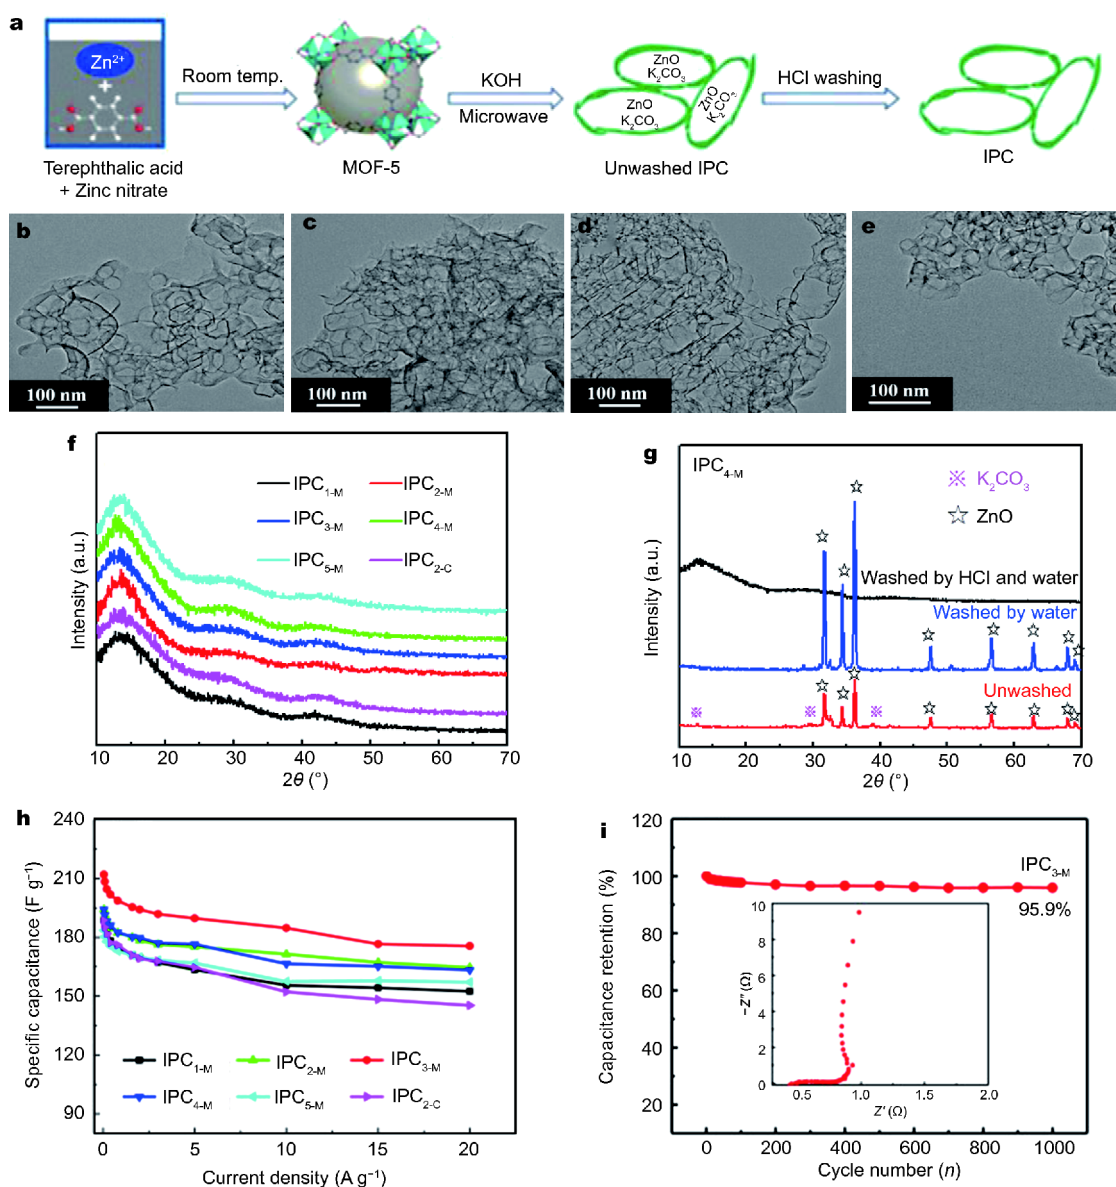 a
Zn²⁺
+
Terephthalic acid
+ Zinc nitrate
Room temp.
MOF-5
KOH
Microwave
ZnO
K₂CO₃
ZnO
K₂CO₃
ZnO
K₂CO₃
Unwashed IPC
HCl washing
IPC
b
100 nm
c
100 nm
d
100 nm
e
100 nm
f
IPC₁₋M
IPC₂₋M
IPC₃₋M
IPC₄₋M
IPC₅₋M
IPC₂₋C
Intensity (a.u.)
10 20 30 40 50 60 70
2θ (°)
g
IPC₄₋M
※ K₂CO₃
☆ ZnO
Washed by HCl and water
Washed by water
Unwashed
Intensity (a.u.)
10 20 30 40 50 60 70
2θ (°)
h
Specific capacitance (F g⁻¹)
240
210
180
150
120
90
IPC₁₋M
IPC₂₋M
IPC₃₋M
IPC₄₋M
IPC₅₋M
IPC₂₋C
0 5 10 15 20
Current density (A g⁻¹)
i
Capacitance retention (%)
120
100
80
60
40
20
IPC₃₋M
95.9%
−Z″ (Ω)
10
8
6
4
2
0
0.5 1.0 1.5 2.0
Z′ (Ω)
0 200 400 600 800 1000
Cycle number (n)